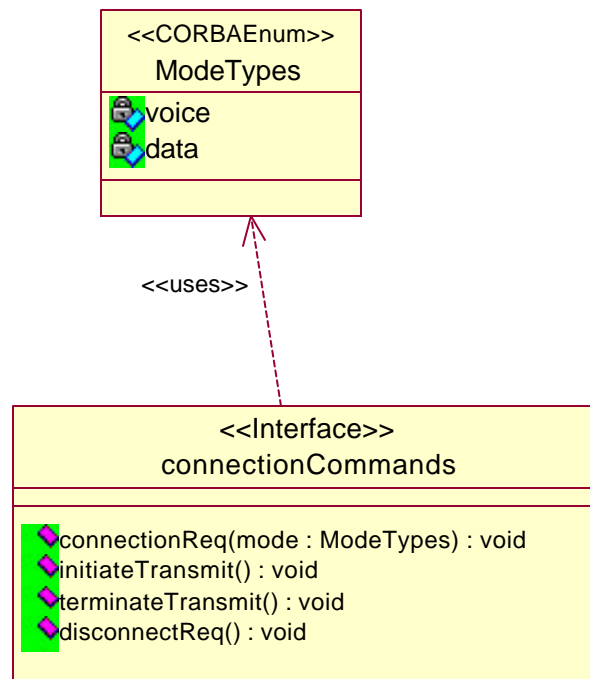 <<CORBAEnum>>
ModeTypes
voice
data
<<uses>>
<<Interface>>
connectionCommands
connectionReq(mode : ModeTypes) : void
initiateTransmit() : void
terminateTransmit() : void
disconnectReq() : void